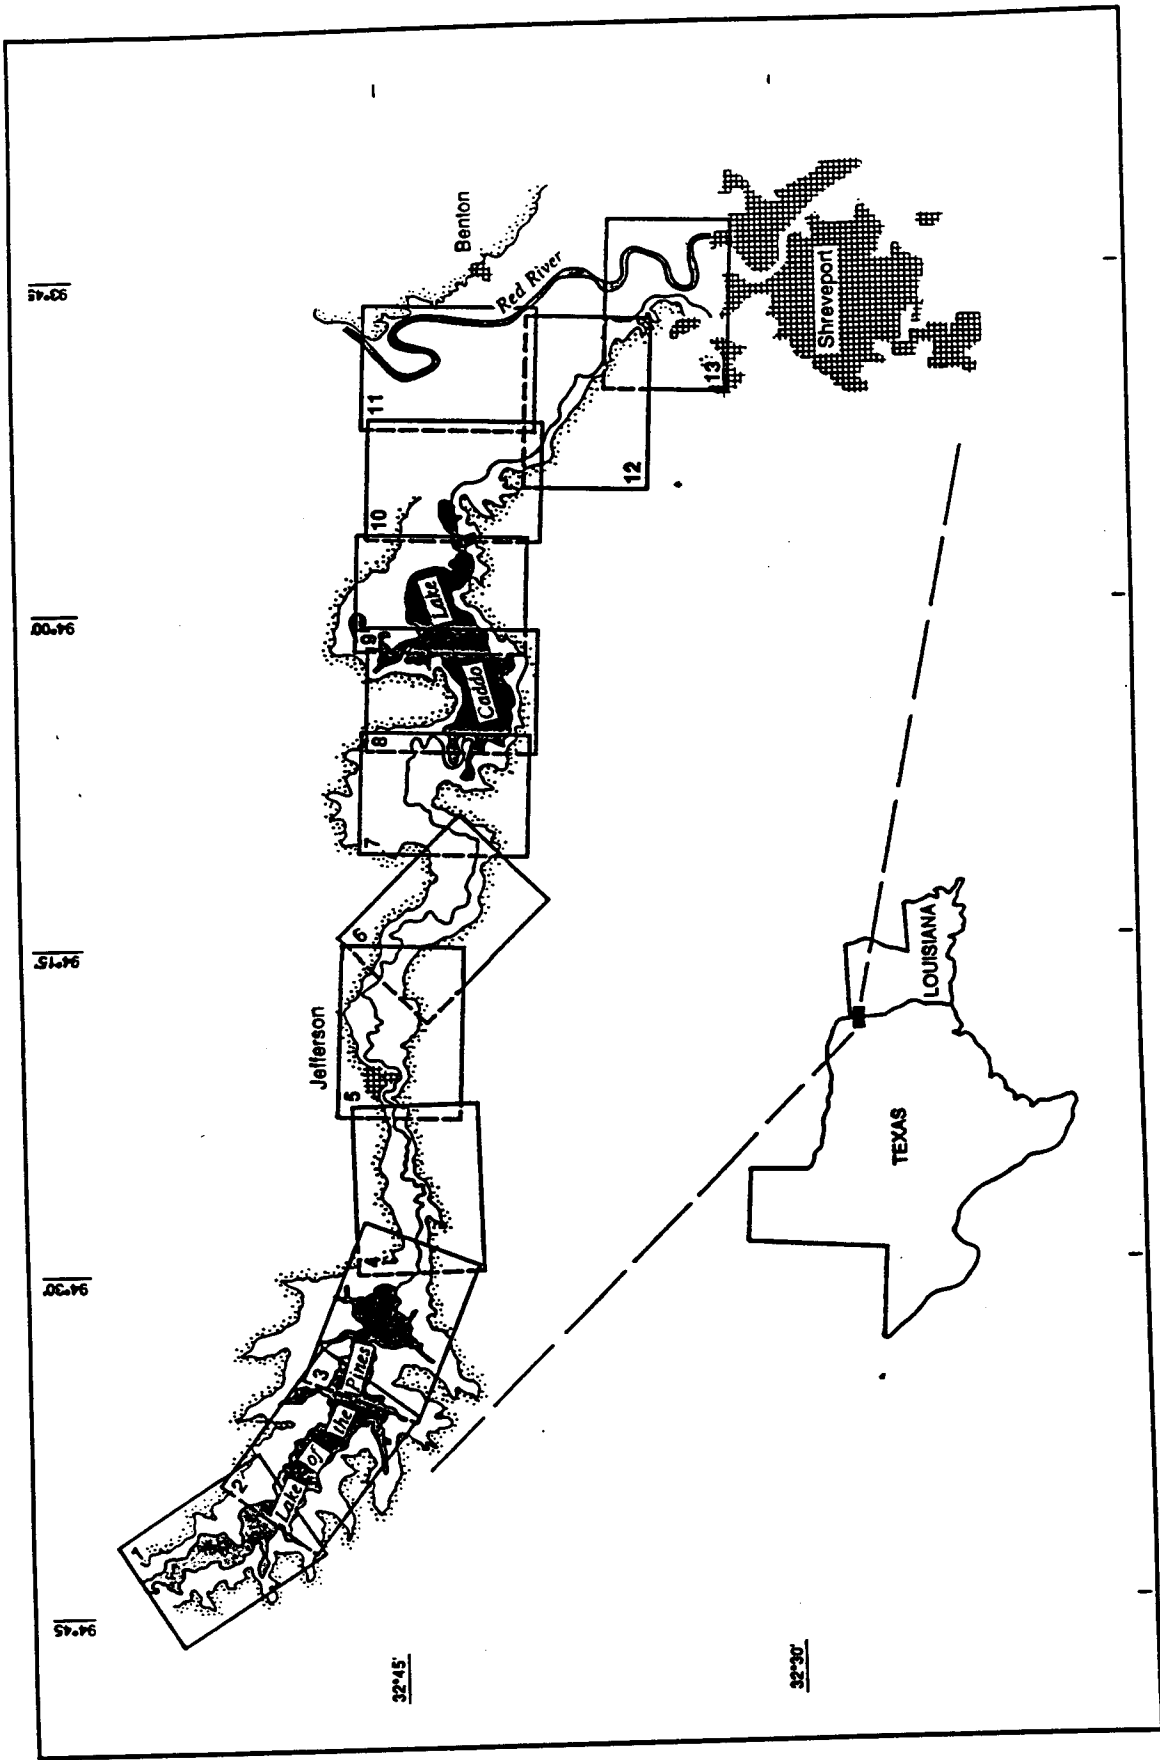 94°45'
94°30'
94°15'
94°00'
93°45'
32°45'
32°30'
1
2
3
4
5
6
7
8
9
10
11
12
13
Lake
of
the
Pines
Jefferson
Caddo
Lake
Benton
Red River
Shreveport
TEXAS
LOUISIANA